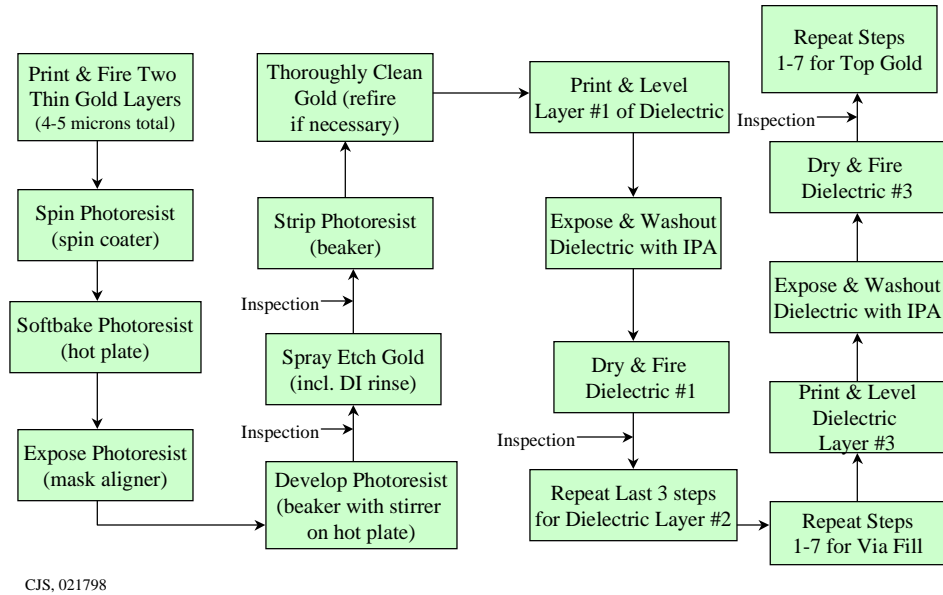 Print & Fire Two
Thin Gold Layers
(4-5 microns total)
Spin Photoresist
(spin coater)
Softbake Photoresist
(hot plate)
Expose Photoresist
(mask aligner)
Develop Photoresist
(beaker with stirrer
on hot plate)
Inspection
Spray Etch Gold
(incl. DI rinse)
Inspection
Strip Photoresist
(beaker)
Thoroughly Clean
Gold (refire
if necessary)
Print & Level
Layer #1 of Dielectric
Expose & Washout
Dielectric with IPA
Dry & Fire
Dielectric #1
Inspection
Repeat Last 3 steps
for Dielectric Layer #2
Repeat Steps
1-7 for Via Fill
Print & Level
Dielectric
Layer #3
Expose & Washout
Dielectric with IPA
Dry & Fire
Dielectric #3
Inspection
Repeat Steps
1-7 for Top Gold
CJS, 021798